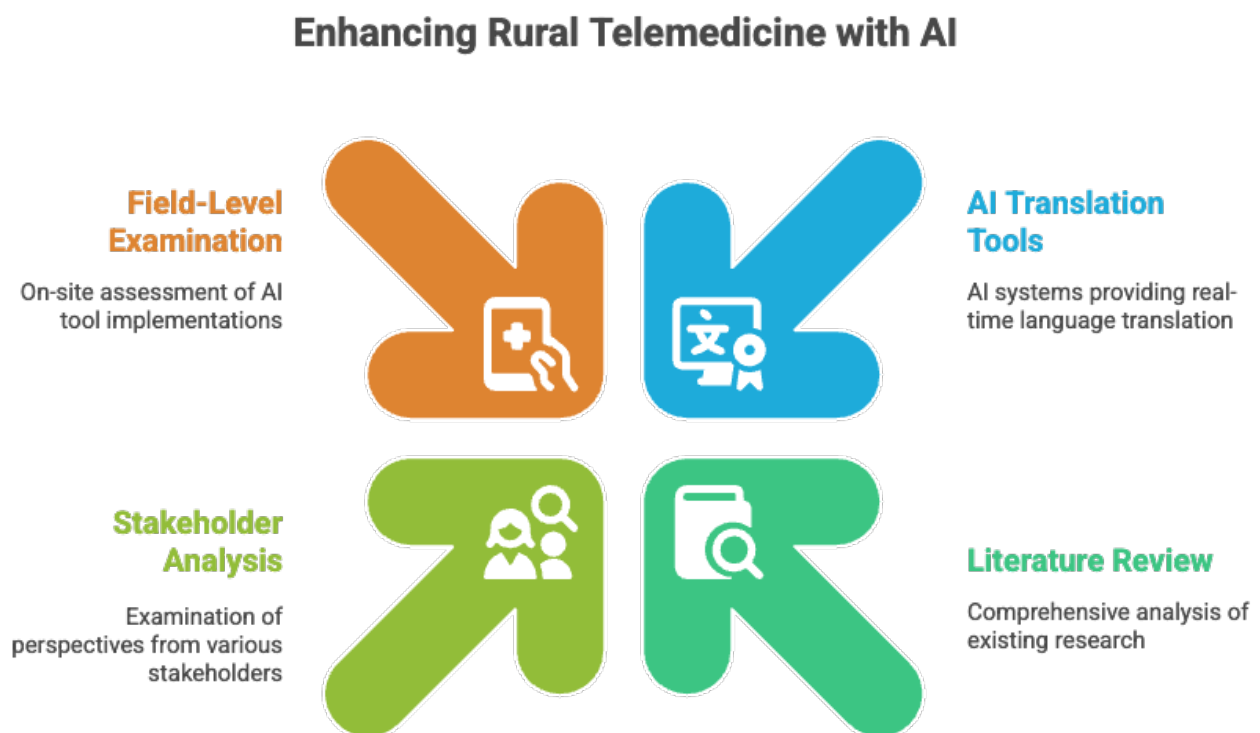 Enhancing Rural Telemedicine with AI
Field-Level
Examination
On-site assessment of AI
tool implementations
AI Translation
Tools
AI systems providing real-
time language translation
文
Stakeholder
Analysis
Examination of
perspectives from various
stakeholders
Literature Review
Comprehensive analysis of
existing research